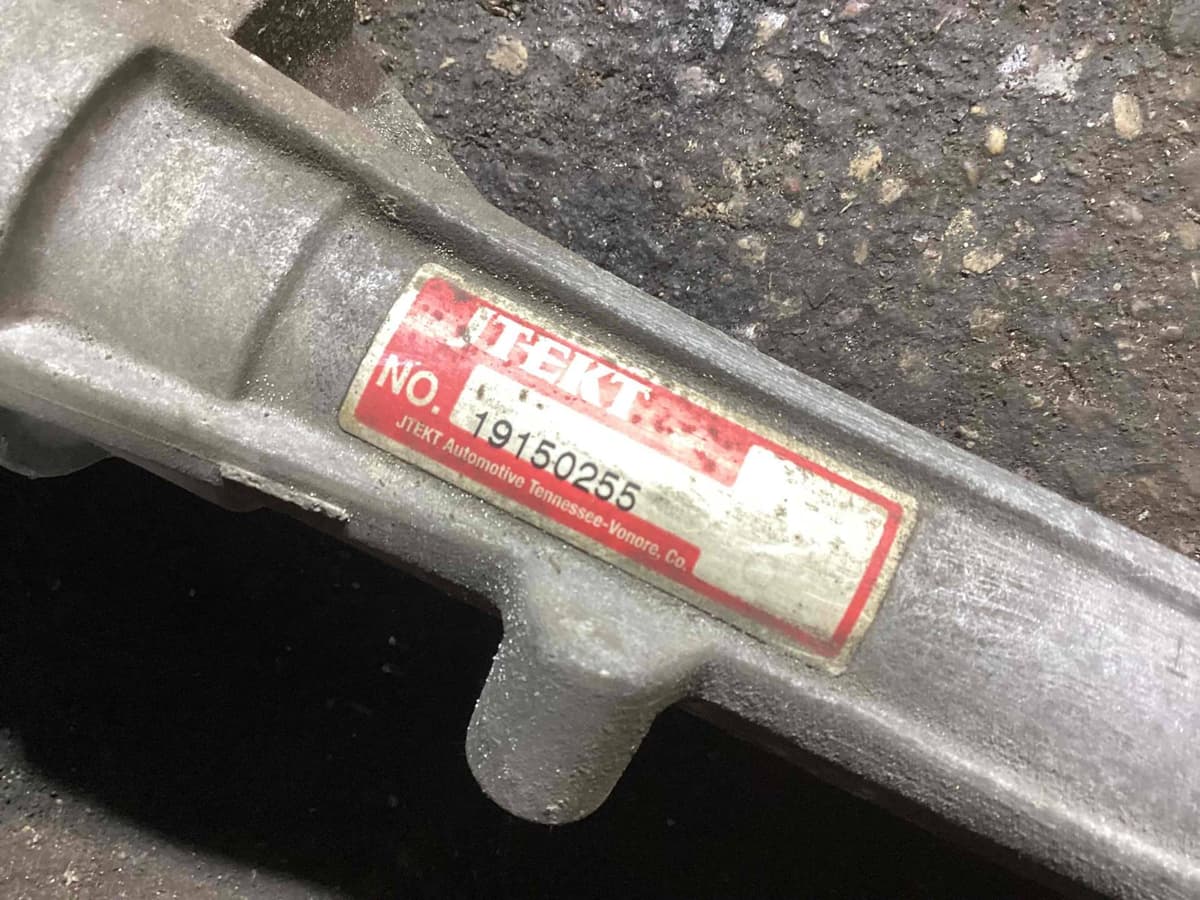 JTEKT
NO. 19150255
JTEKT Automotive Tennessee-Vonore, Co.